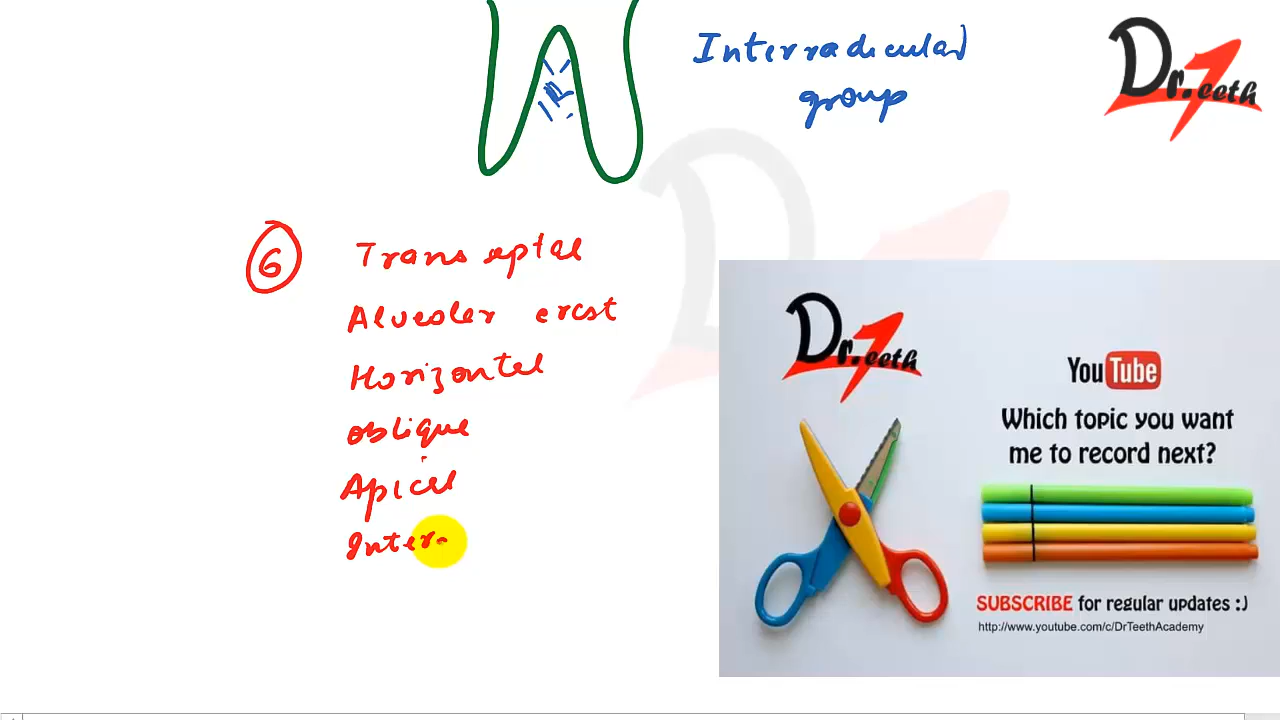 Interradicular
group
Dr.Teeth
6 Transeptal
Alveolar crest
Horizontal
oblique
Apical
Inter
Dr.Teeth
YouTube
Which topic you want
me to record next?
SUBSCRIBE for regular updates :)
http://www.youtube.com/c/DrTeethAcademy